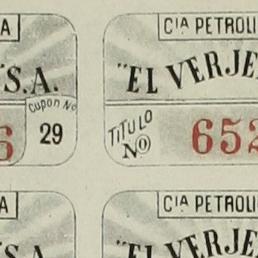 A
S.A.
Cupon No
6 29
CIA PETROLI
"EL VERJE
TITULO
No 652
A
S.A.
CIA PETROLI
"EL VERJE